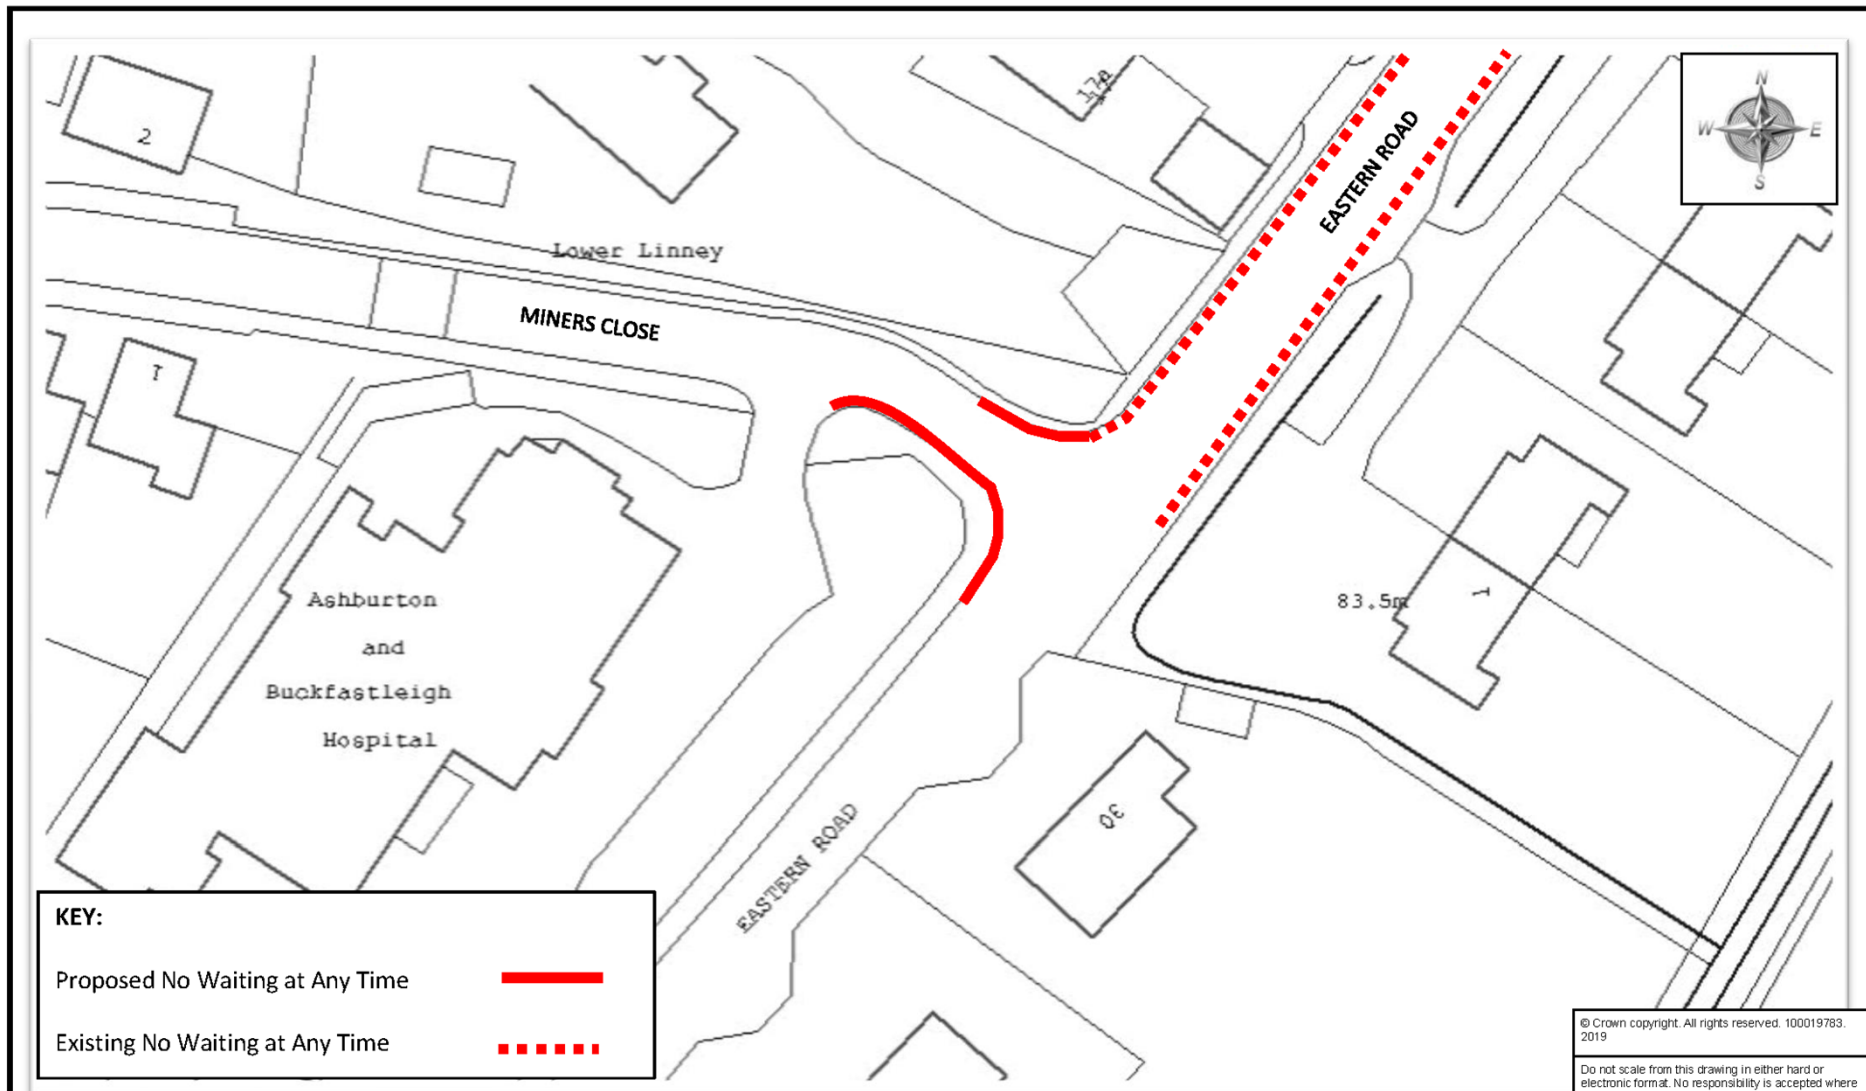 17a
N
W
E
S
EASTERN ROAD
2
Lower Linney
MINERS CLOSE
1
Ashburton
and
Buckfastleigh
Hospital
83.5m
1
30
EASTERN ROAD
KEY:
Proposed No Waiting at Any Time
Existing No Waiting at Any Time
© Crown copyright. All rights reserved. 100019783.
2019
Do not scale from this drawing in either hard or
electronic format. No responsibility is accepted where